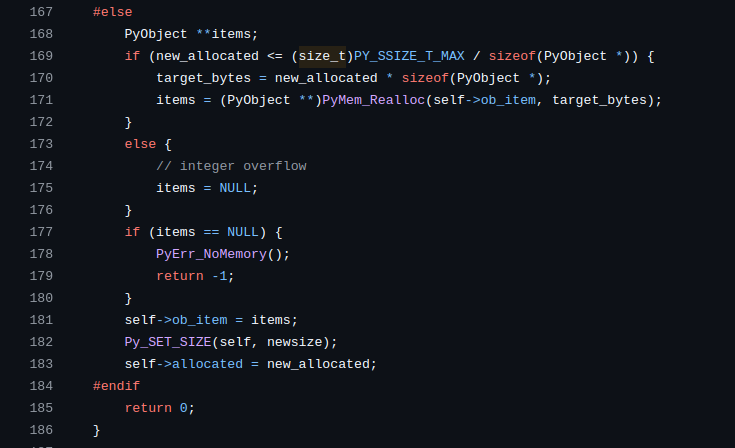 167 #else
168     PyObject **items;
169     if (new_allocated <= (size_t)PY_SSIZE_T_MAX / sizeof(PyObject *)) {
170         target_bytes = new_allocated * sizeof(PyObject *);
171         items = (PyObject **)PyMem_Realloc(self->ob_item, target_bytes);
172     }
173     else {
174         // integer overflow
175         items = NULL;
176     }
177     if (items == NULL) {
178         PyErr_NoMemory();
179         return -1;
180     }
181     self->ob_item = items;
182     Py_SET_SIZE(self, newsize);
183     self->allocated = new_allocated;
184 #endif
185     return 0;
186 }